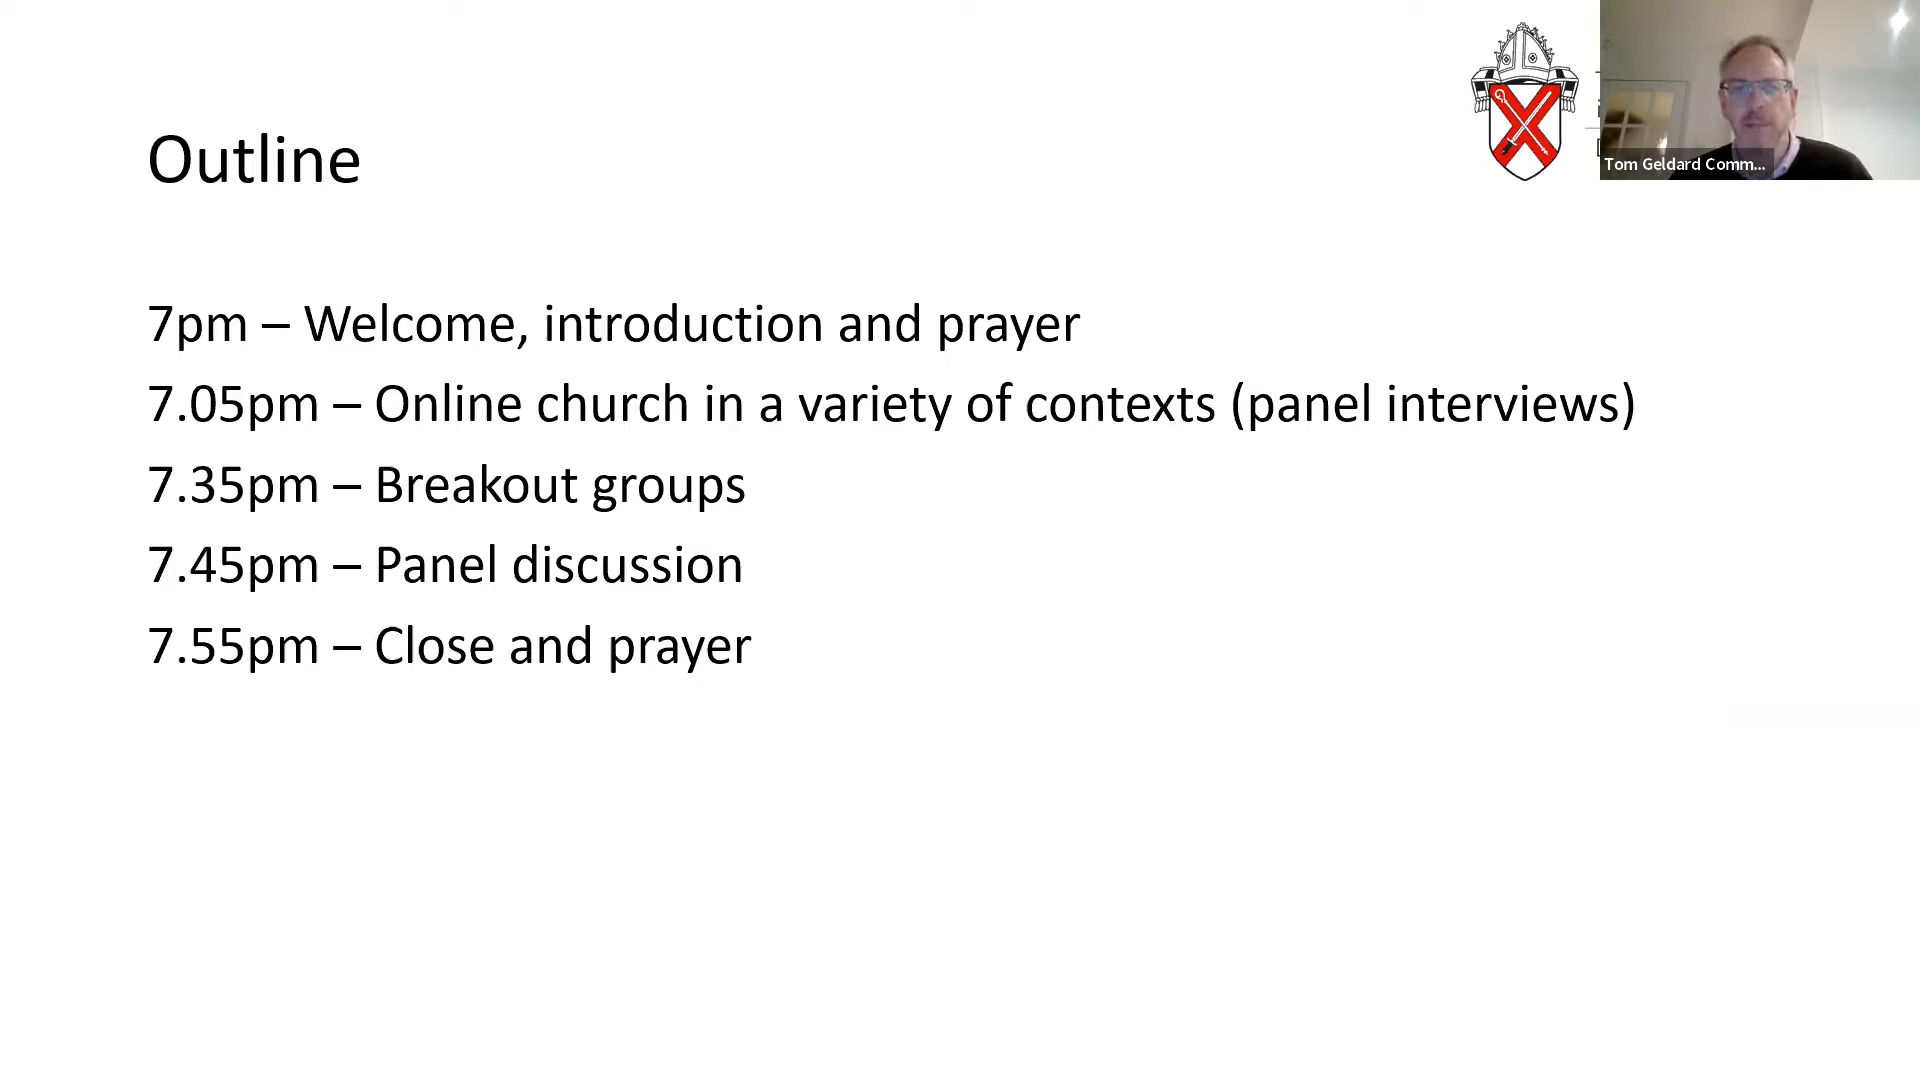 Outline
7pm – Welcome, introduction and prayer
7.05pm – Online church in a variety of contexts (panel interviews)
7.35pm – Breakout groups
7.45pm – Panel discussion
7.55pm – Close and prayer
Tom Geldard Comm...